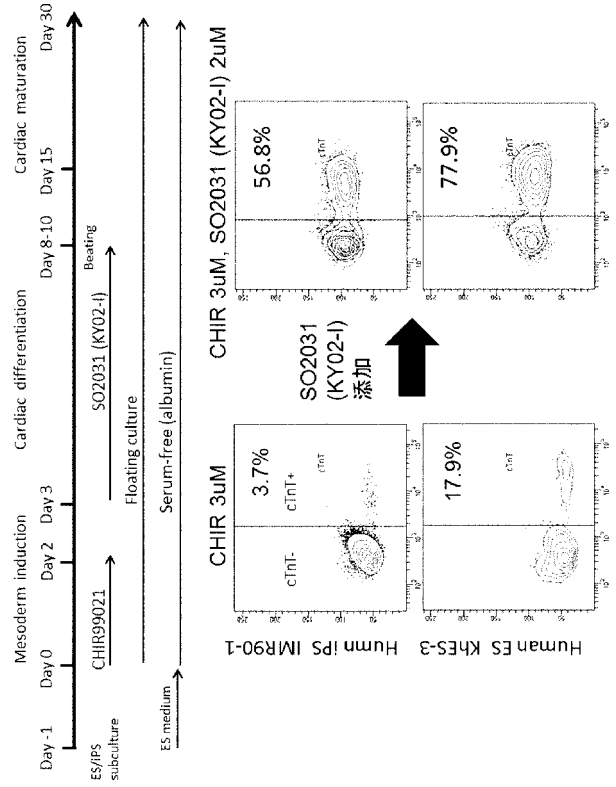 Mesoderm induction
Cardiac differentiation
Cardiac maturation
Day -1
Day 0
Day 2
Day 3
Day 8-10
Day 15
Day 30
ES/iPS
subculture
CHIR99021
SO2031 (KY02-I)
Beating
Floating culture
ES medium
Serum-free (albumin)
CHIR 3uM
CHIR 3uM, SO2031 (KY02-I) 2uM
Humn iPS IMR90-1
3.7%
cTnT-
cTnT+
cTnT
SO2031
(KY02-I)
添加
56.8%
cTnT
Human ES KhES-3
17.9%
cTnT
77.9%
cTnT